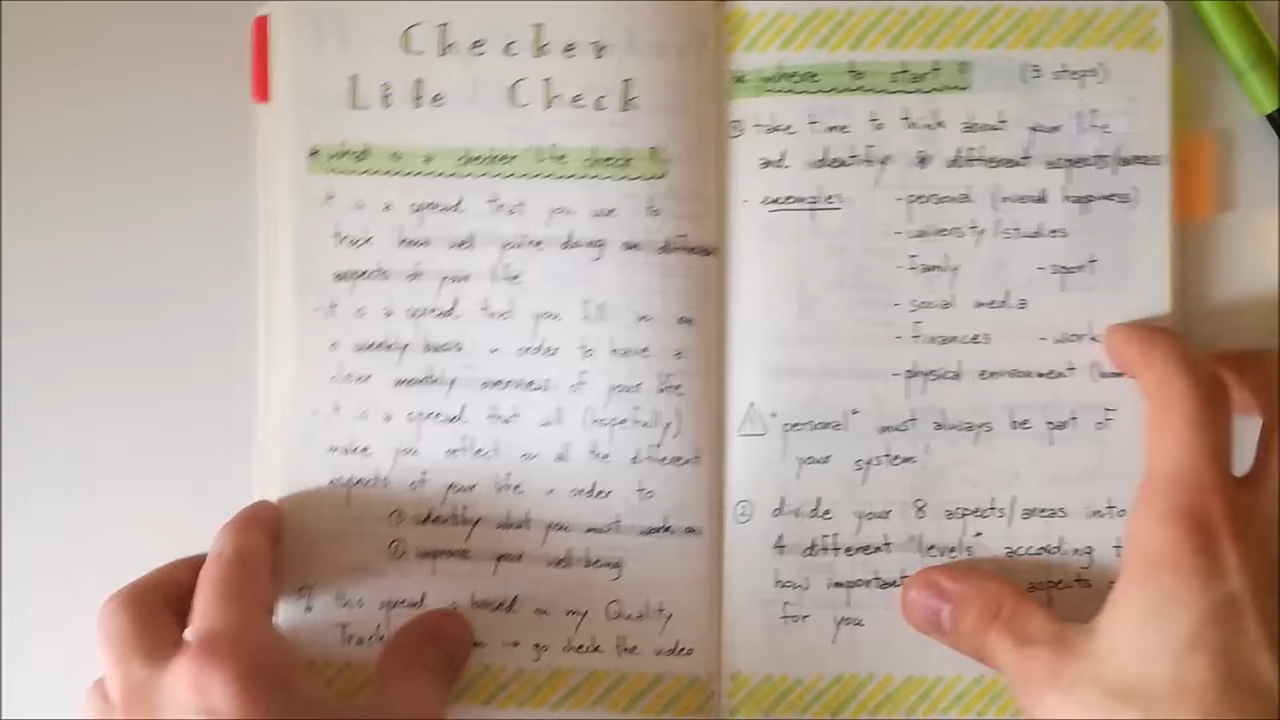 Checker
Life Check
* what is a checker life check?
- it is a spread that you use to
track how well you're doing on different
aspects of your life
- it is a spread that you fill in on
a weekly basis in order to have a
clear monthly overview of your life
- it is a spread that will (hopefully)
make you reflect on all the different
aspects of your life in order to
① identify what you must work on
② improve your well-being
this spread is based on my Quality
→ go check the video
* where to start? (3 steps)
① take time to think about your life
and identify 8 different aspects/areas
- examples: - personal (overall happiness)
- university/studies
- family - sport
- social media
- finances - work
- physical environment
"personal" must always be part of
your system!
② divide your 8 aspects/areas into
4 different "levels" according
how important aspects
for you